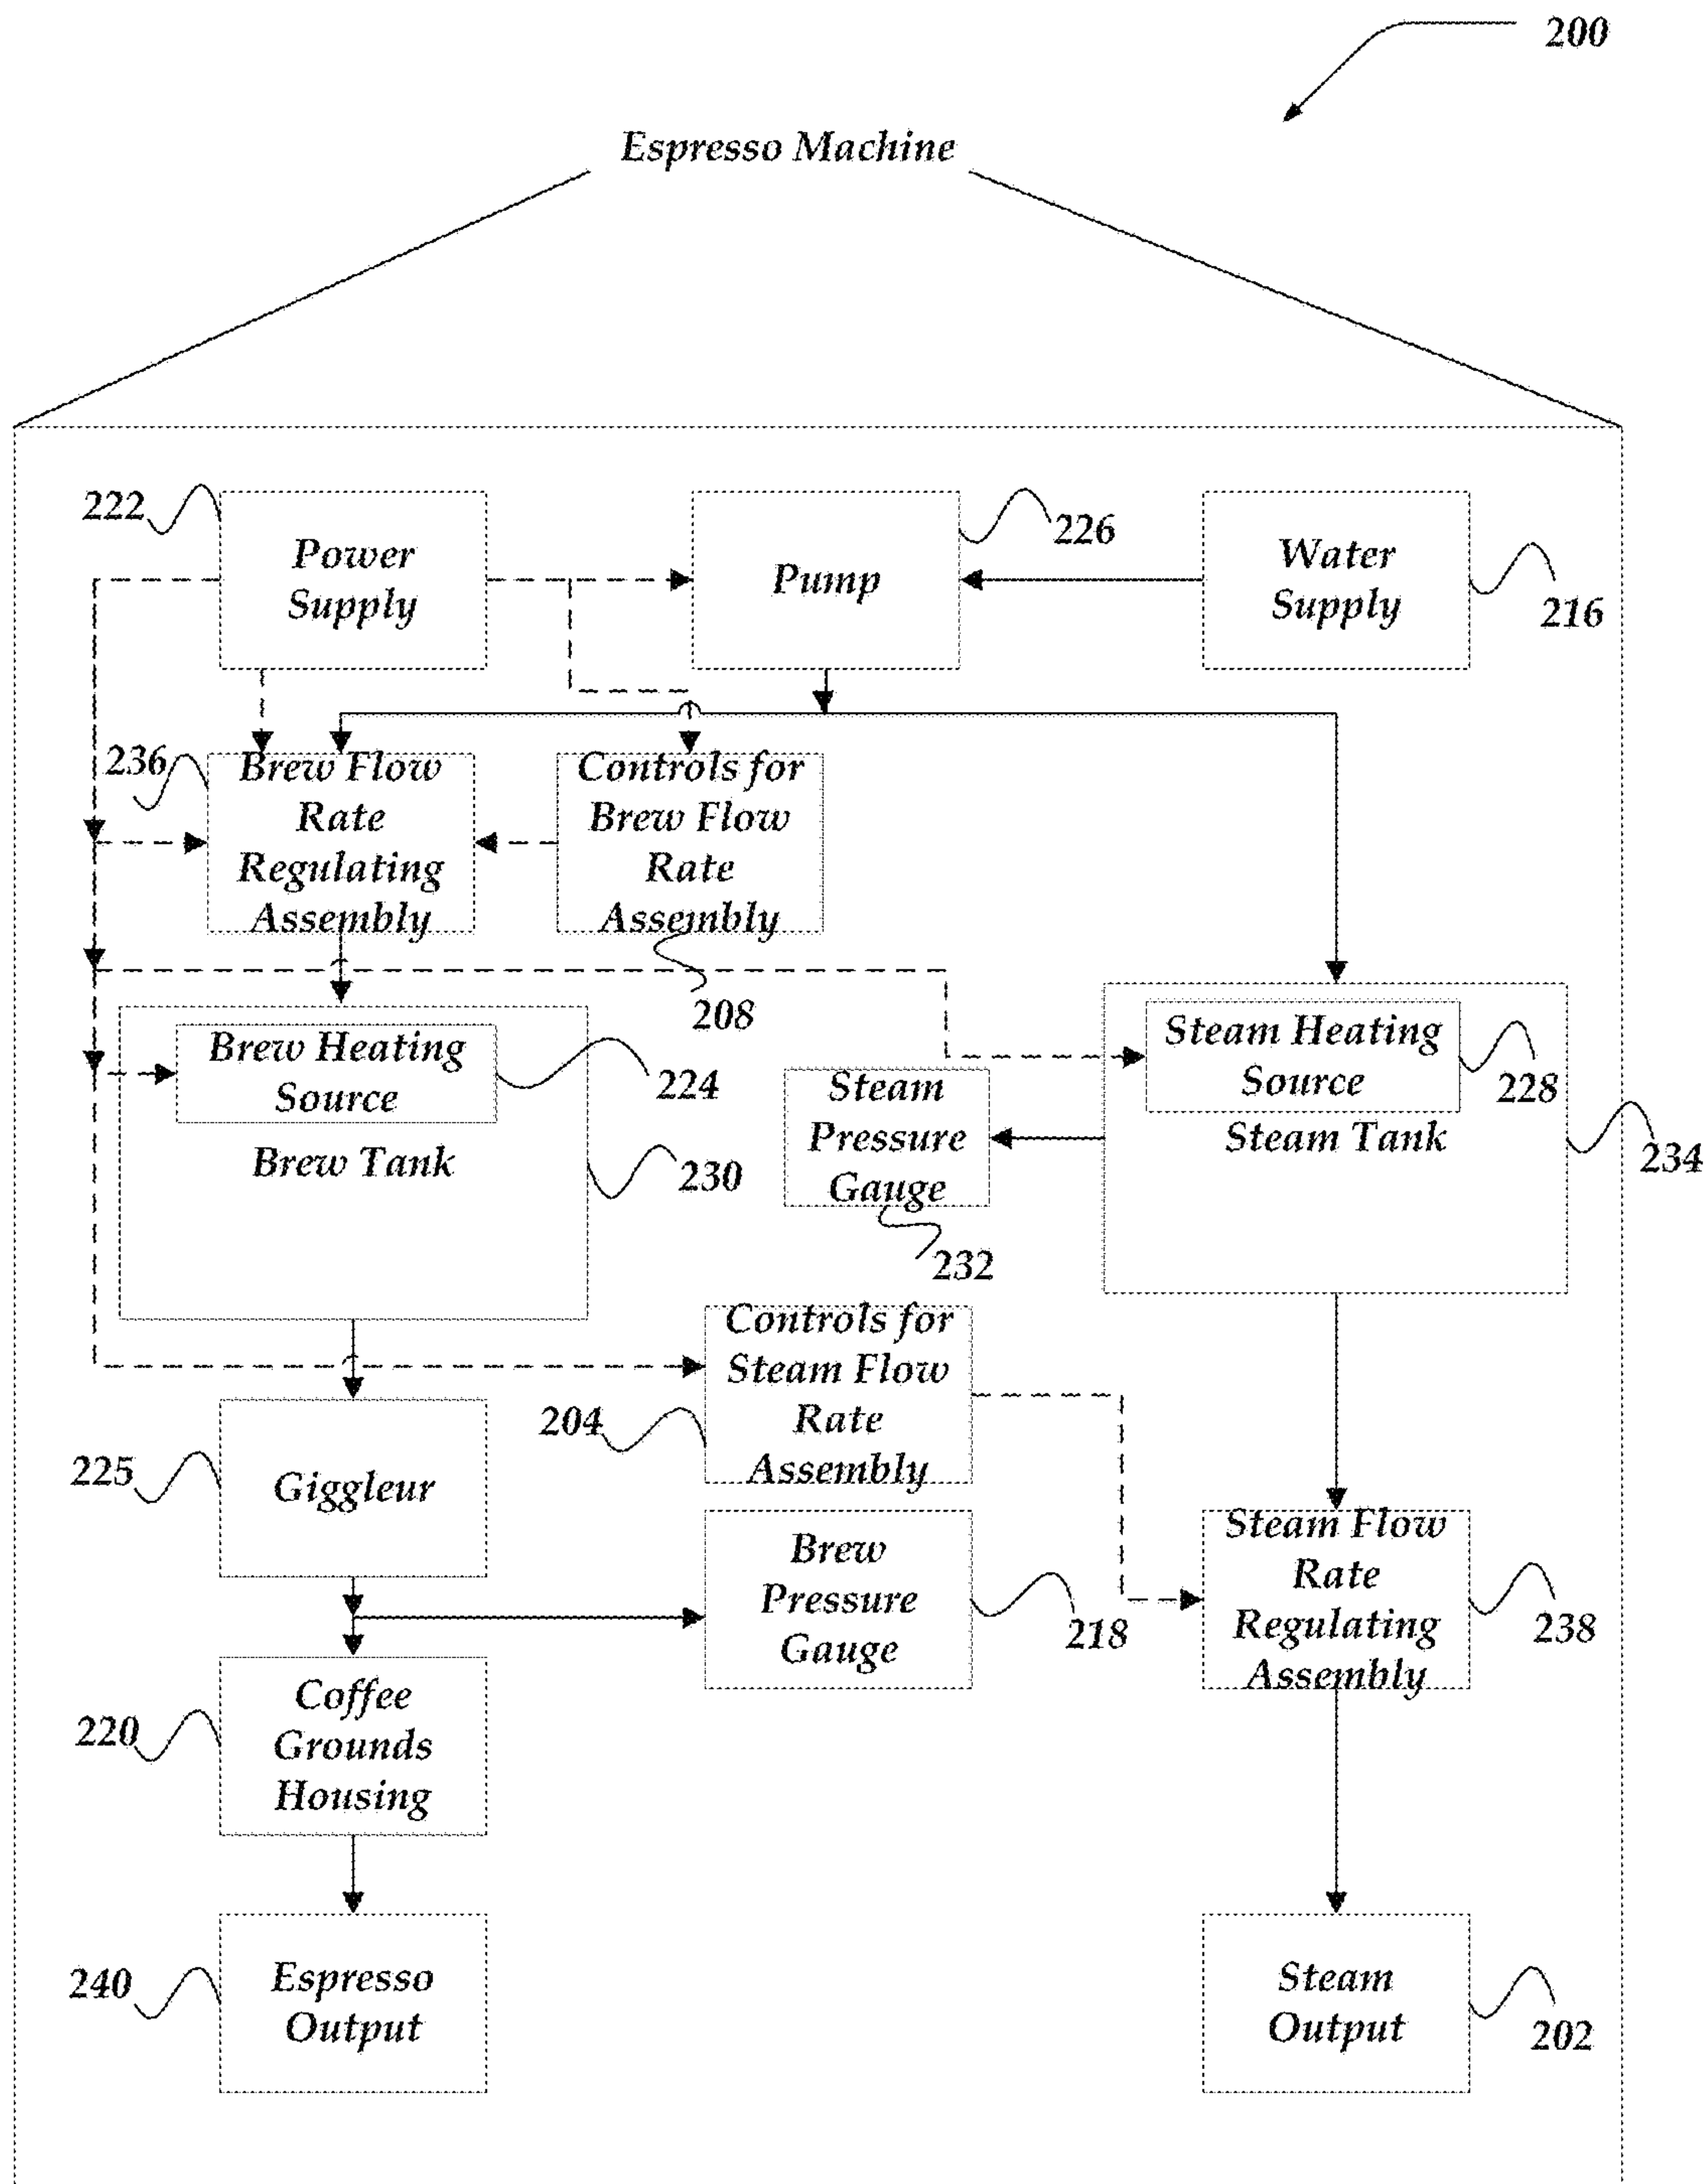 200
Espresso Machine
222
Power
Supply
Pump
226
Water
Supply
216
236
Brew Flow
Rate
Regulating
Assembly
Controls for
Brew Flow
Rate
Assembly
208
Brew Heating
Source
224
Brew Tank
230
Steam
Pressure
Gauge
232
Steam Heating
Source
228
Steam Tank
234
Controls for
Steam Flow
Rate
Assembly
204
225
Giggleur
Brew
Pressure
Gauge
218
Steam Flow
Rate
Regulating
Assembly
238
220
Coffee
Grounds
Housing
240
Espresso
Output
Steam
Output
202